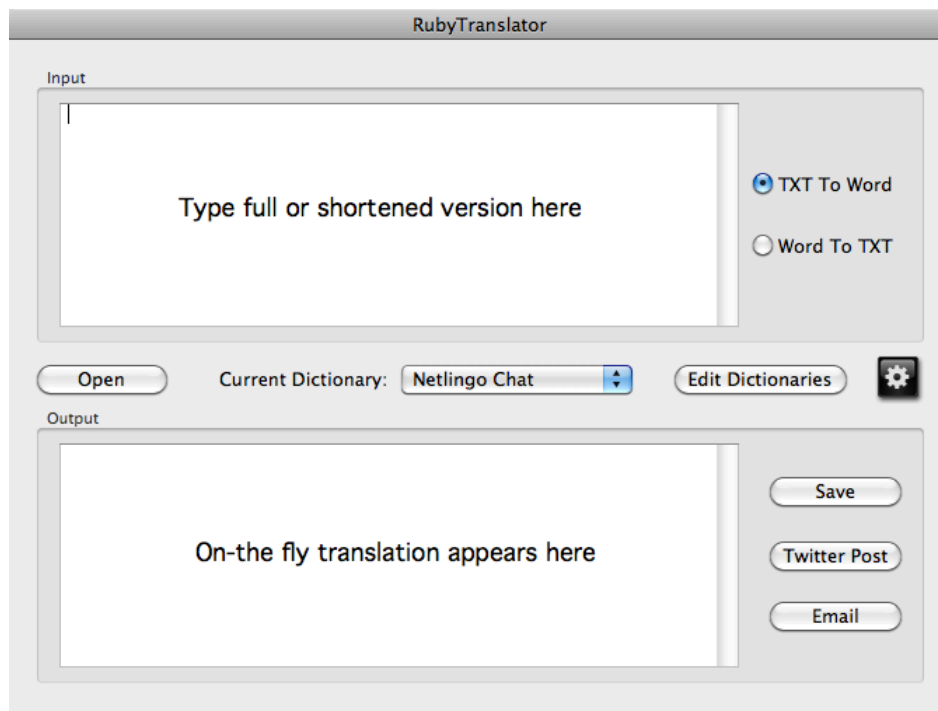 RubyTranslator
Input
Type full or shortened version here
TXT To Word
Word To TXT
Open
Current Dictionary:
Netlingo Chat
Edit Dictionaries
Output
On-the fly translation appears here
Save
Twitter Post
Email